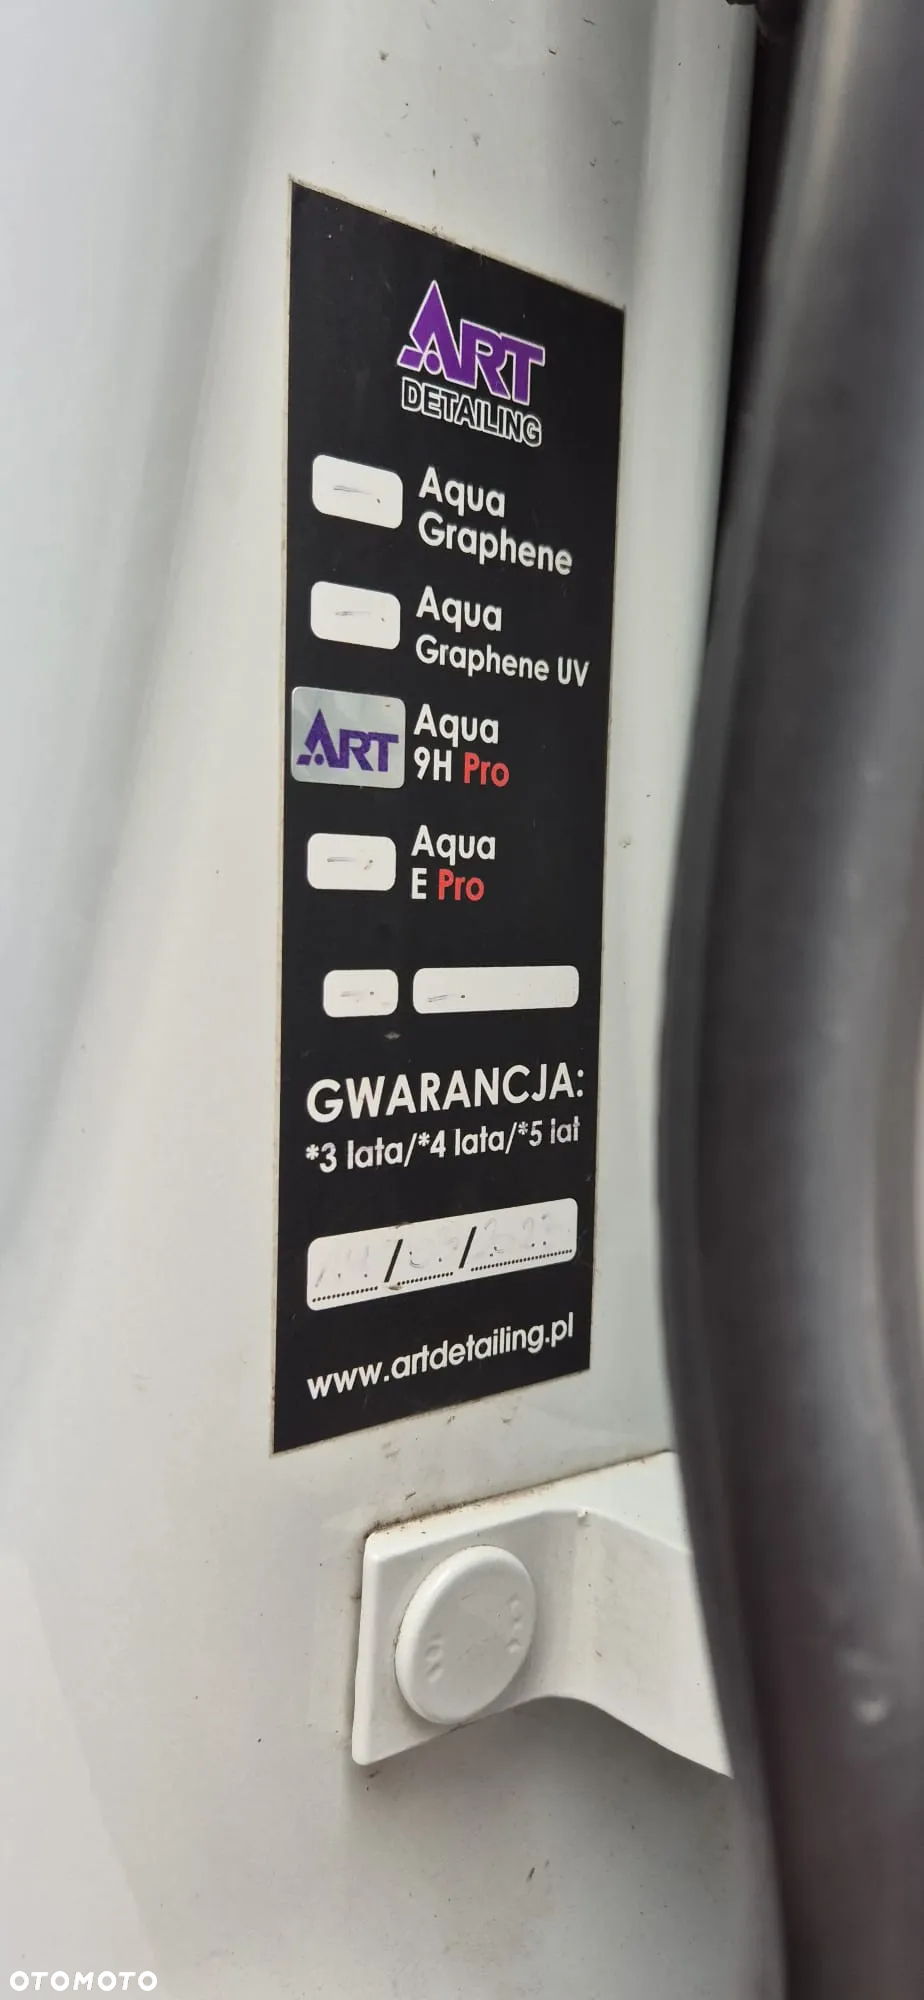 ART
DETAILING
Aqua
Graphene
Aqua
Graphene UV
ART
Aqua
9H Pro
Aqua
E Pro
GWARANCJA:
*3 lata/*4 lata/*5 lat
www.artdetailing.pl
OTOMOTO